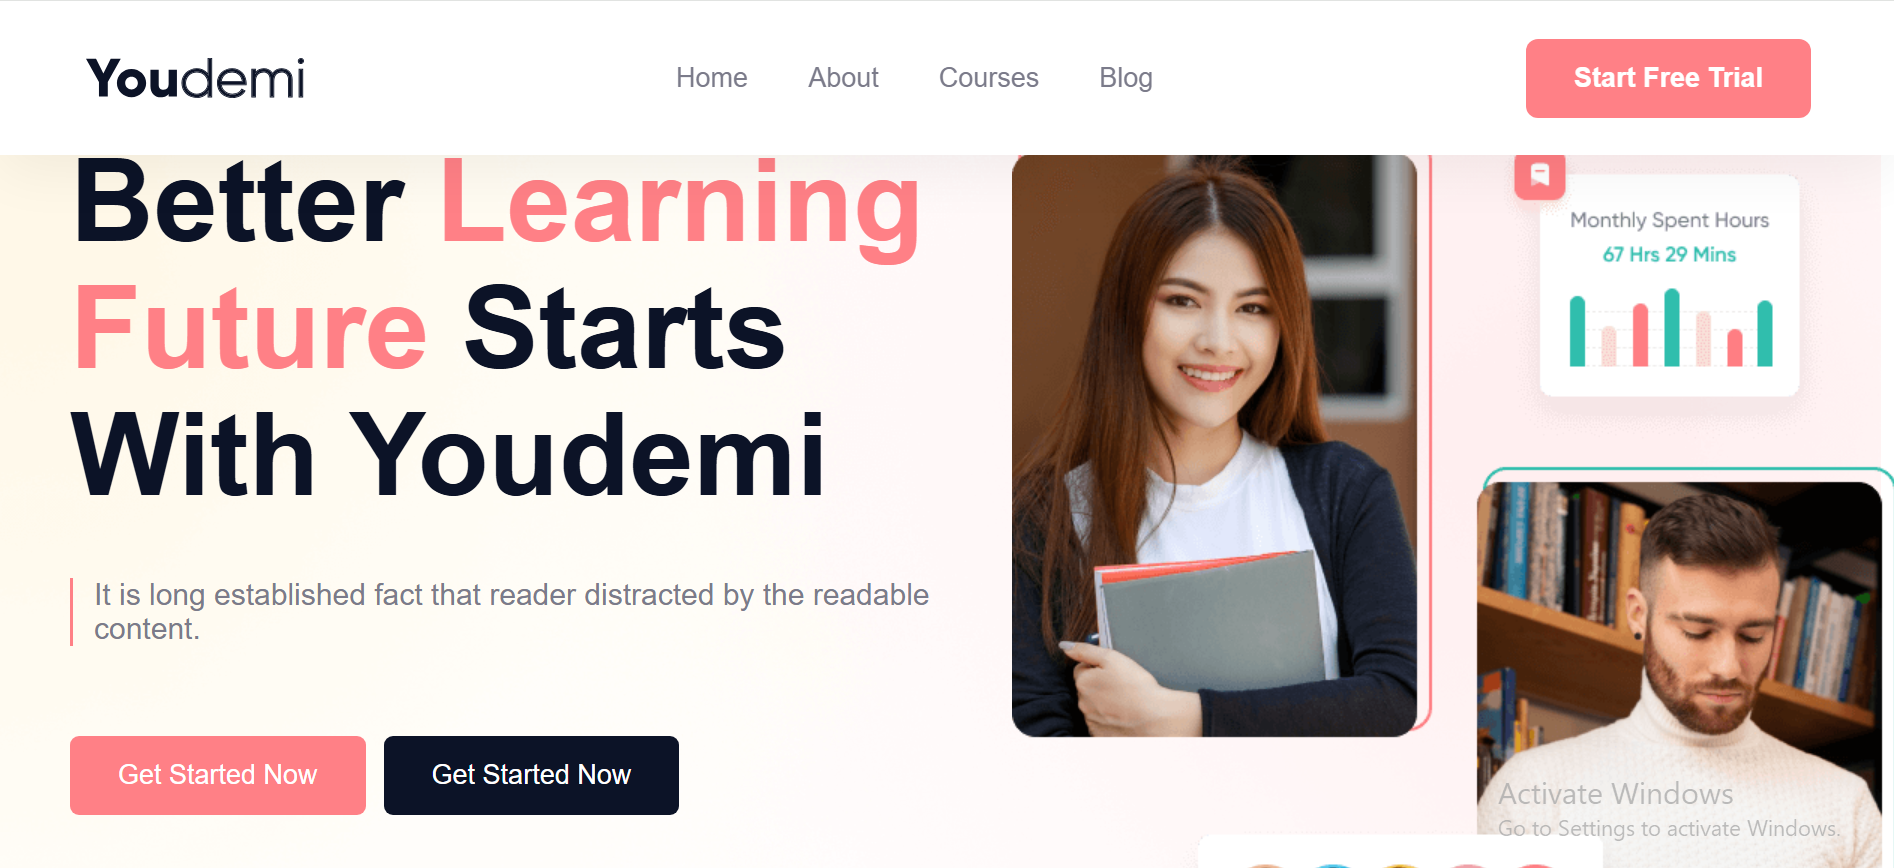 Youdemi
Home
About
Courses
Blog
Start Free Trial
Better Learning
Future Starts
With Youdemi
It is long established fact that reader distracted by the readable
content.
Get Started Now
Get Started Now
Monthly Spent Hours
67 Hrs 29 Mins
Activate Windows
Go to Settings to activate Windows.